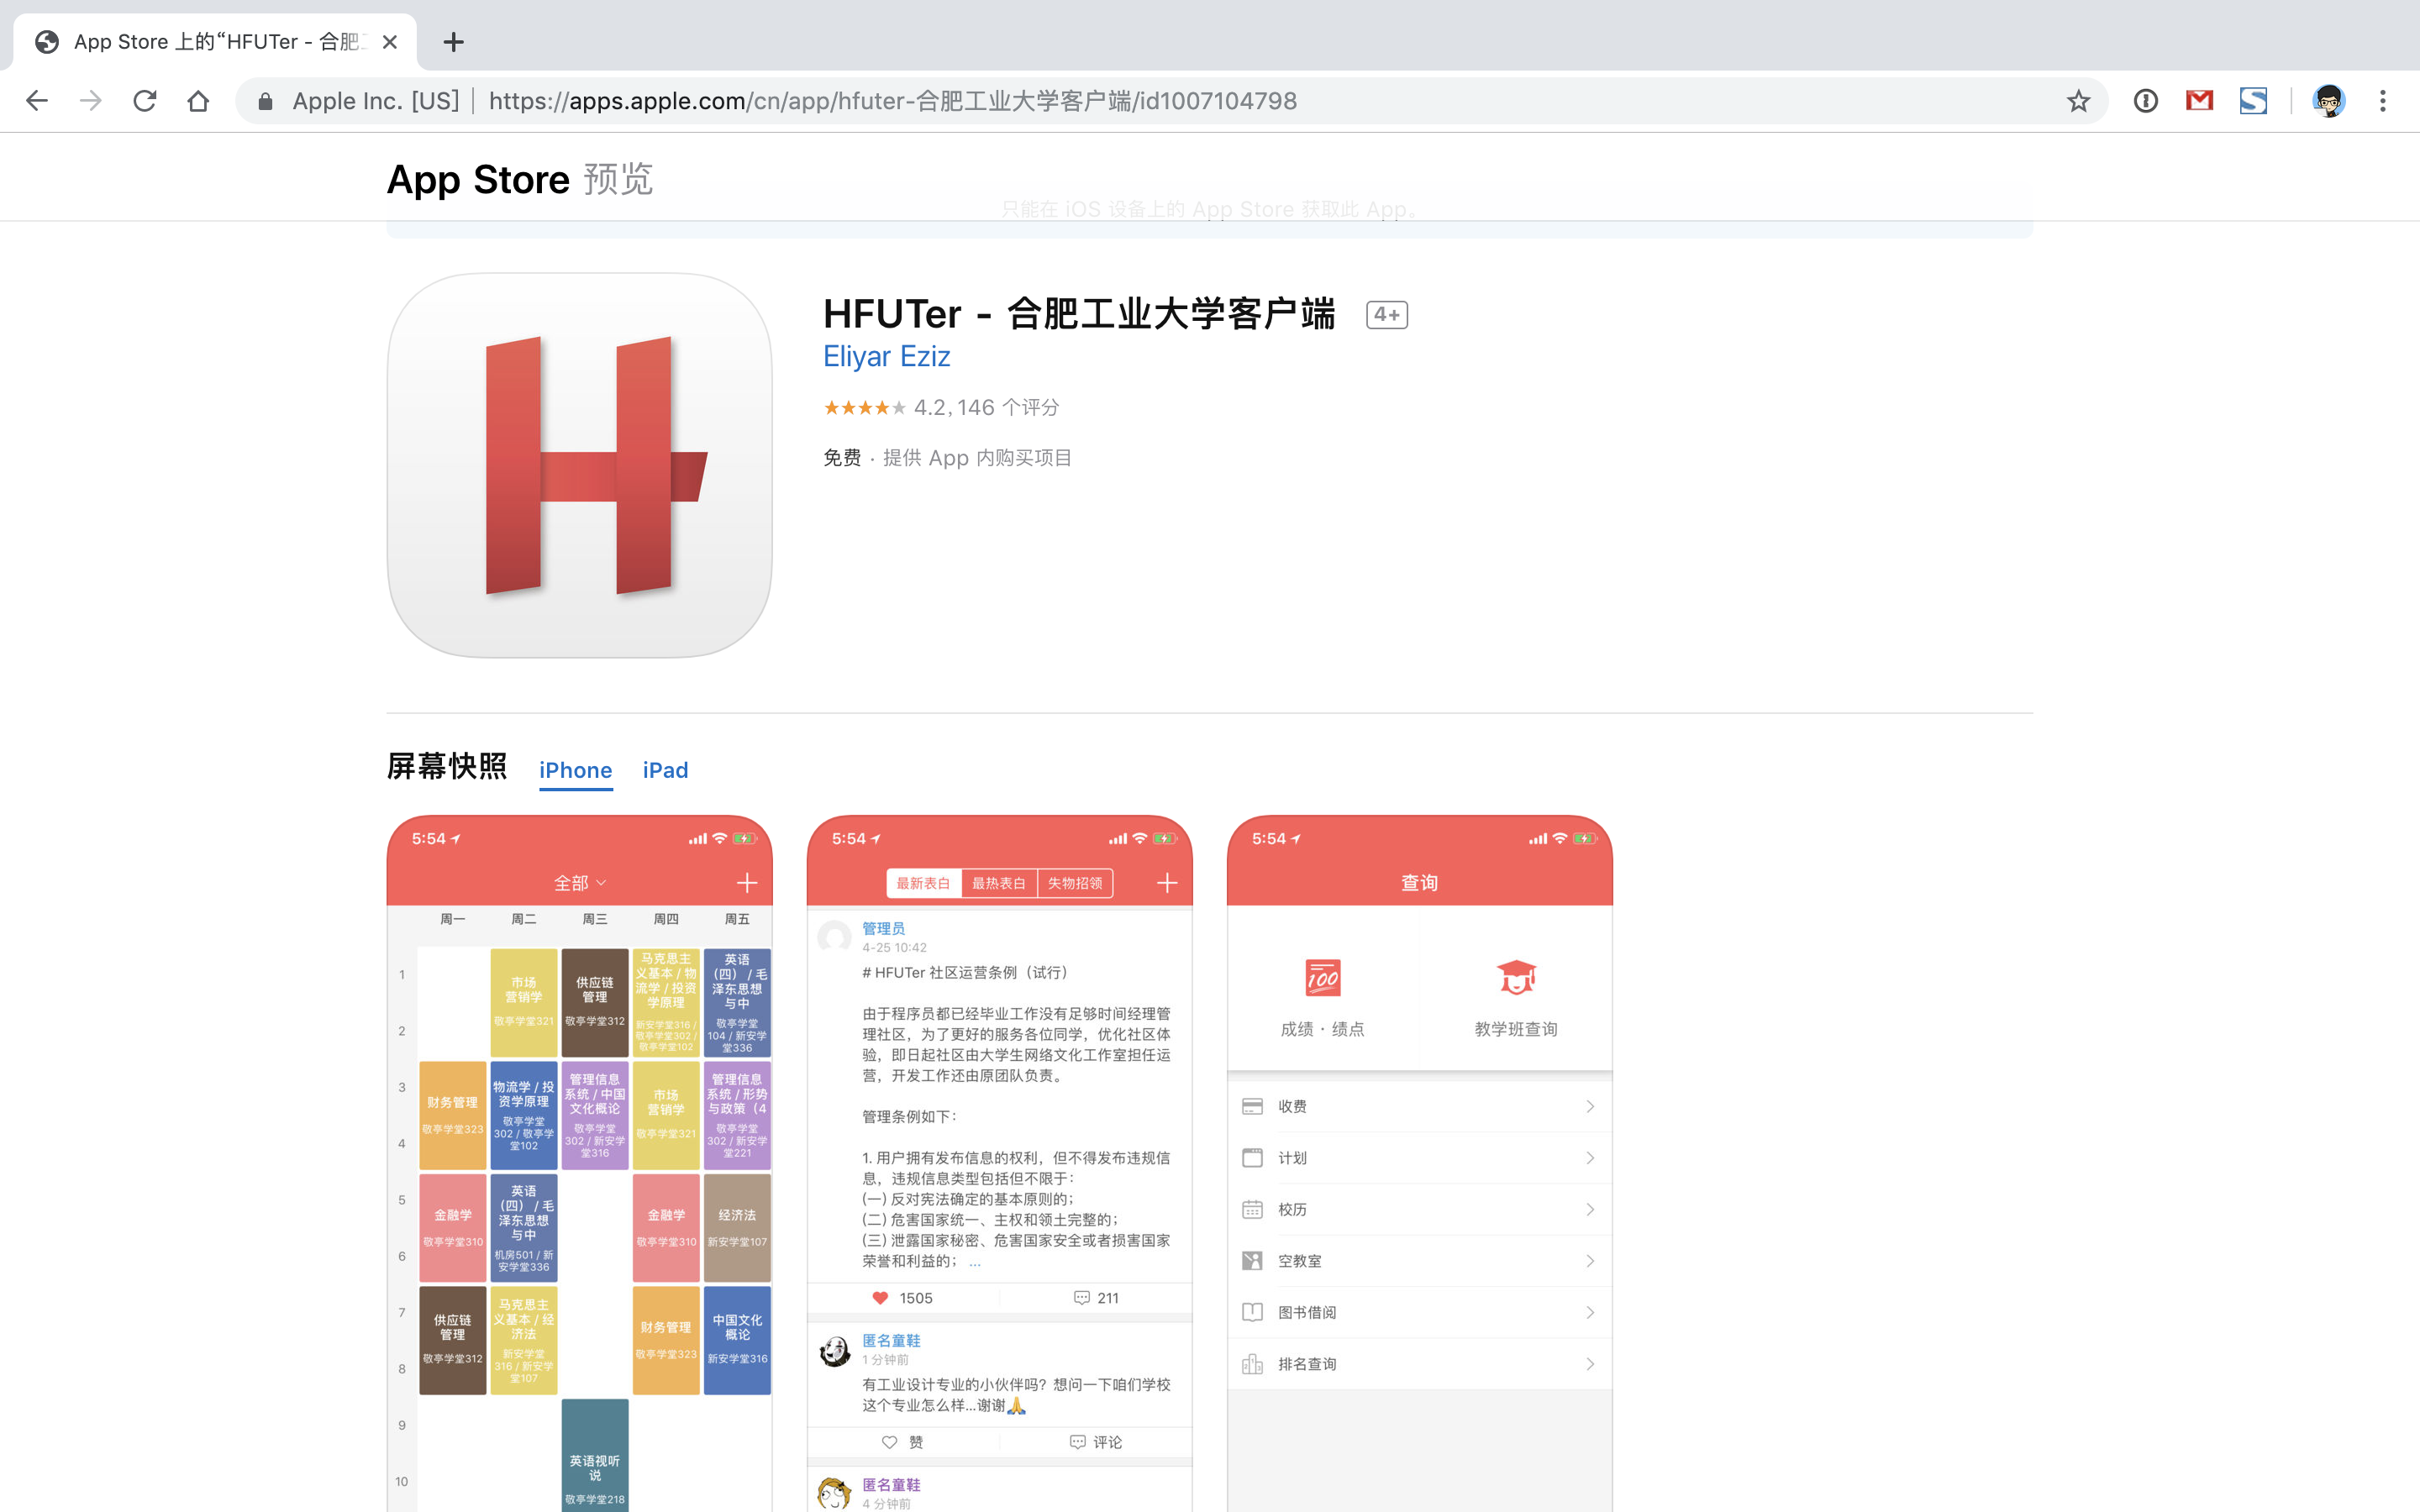 App Store 上的“HFUTer - 合肥
Apple Inc. [US]
https://apps.apple.com/cn/app/hfuter-合肥工业大学客户端/id1007104798
App Store 预览
只能在 iOS 设备上的 App Store 获取此 App。
HFUTer - 合肥工业大学客户端 4+
Eliyar Eziz
4.2, 146 个评分
免费 · 提供 App 内购买项目
屏幕快照 iPhone iPad
5:54
全部
周一 周二 周三 周四 周五
1
2
3
4
5
6
7
8
9
10
财务管理
敬亭学堂323
金融学
敬亭学堂310
供应链
管理
敬亭学堂312
市场
营销学
敬亭学堂321
物流学 / 投
资学原理
敬亭学堂
302 / 敬亭学
堂102
英语
（四） / 毛
泽东思想
与中
机房501 / 新
安学堂336
马克思主
义基本 / 经
济法
新安学堂
316 / 新安学
堂107
供应链
管理
敬亭学堂312
管理信息
系统 / 中国
文化概论
敬亭学堂
302 / 新安学
堂316
英语视听
说
敬亭学堂218
马克思主
义基本 / 物
流学 / 投资
学原理
新安学堂316 /
敬亭学堂302 /
敬亭学堂102
市场
营销学
敬亭学堂321
金融学
敬亭学堂310
财务管理
敬亭学堂323
英语
（四） / 毛
泽东思想
与中
敬亭学堂
104 / 新安学
堂336
管理信息
系统 / 形势
与政策（4
敬亭学堂
302 / 新安学
堂221
经济法
新安学堂107
中国文化
概论
新安学堂316
5:54
最新表白 最热表白 失物招领
管理员
4-25 10:42
# HFUTer 社区运营条例（试行）
由于程序员都已经毕业工作没有足够时间经理管
理社区，为了更好的服务各位同学，优化社区体
验，即日起社区由大学生网络文化工作室担任运
营，开发工作还由原团队负责。
管理条例如下：
1. 用户拥有发布信息的权利，但不得发布违规信
息，违规信息类型包括但不限于：
(一) 反对宪法确定的基本原则的；
(二) 危害国家统一、主权和领土完整的；
(三) 泄露国家秘密、危害国家安全或者损害国家
荣誉和利益的； ...
1505 211
匿名童鞋
1 分钟前
有工业设计专业的小伙伴吗？想问一下咱们学校
这个专业怎么样...谢谢🙏
赞 评论
匿名童鞋
4 分钟前
5:54
查询
100
成绩 · 绩点 教学班查询
收费
计划
校历
空教室
图书借阅
排名查询